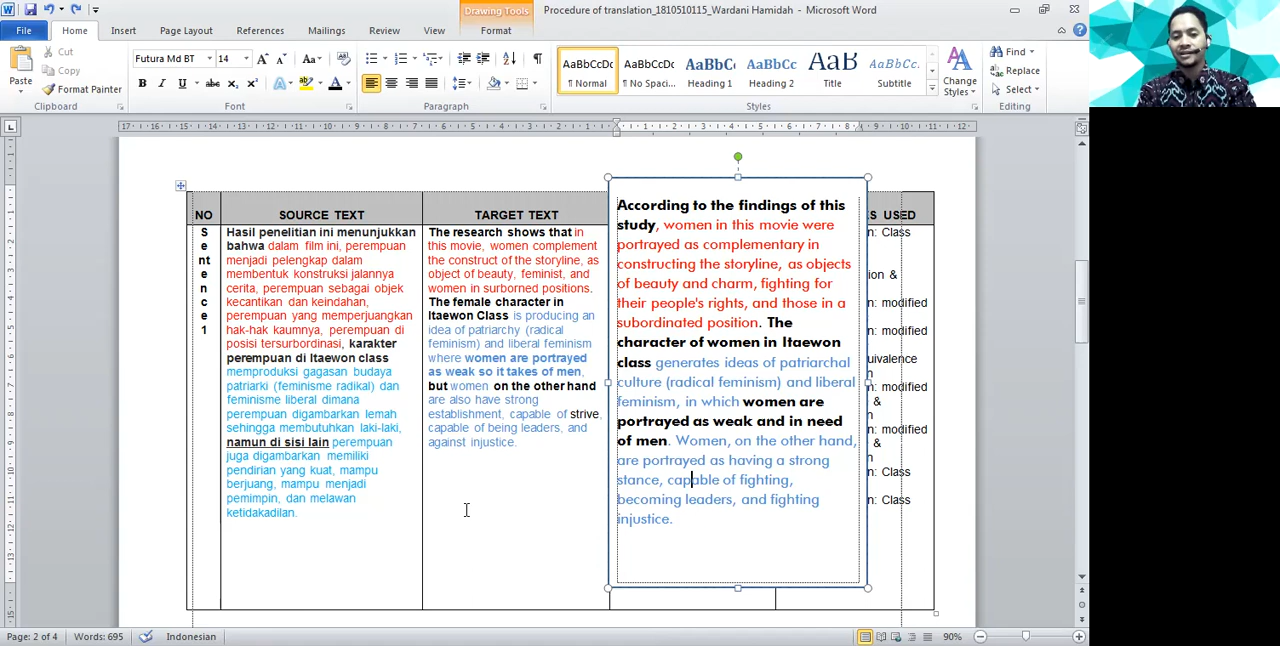 Drawing Tools
Procedure of translation_1810510115_Wardani Hamidah - Microsoft Word
File Home Insert Page Layout References Mailings Review View Format
Paste
Cut
Copy
Format Painter
Clipboard
Futura Md BT 14
Font
Paragraph
AaBbCcDc AaBbCcDc AaBbC AaBbCc AaB AaBbCc.
¶ Normal ¶ No Spaci... Heading 1 Heading 2 Title Subtitle
Styles
Change
Styles
Find
Replace
Select
Editing
NO
SOURCE TEXT
TARGET TEXT
S USED
S
e
nt
e
n
c
e
1
Hasil penelitian ini menunjukkan
bahwa dalam film ini, perempuan
menjadi pelengkap dalam
membentuk konstruksi jalannya
cerita, perempuan sebagai objek
kecantikan dan keindahan,
perempuan yang memperjuangkan
hak-hak kaumnya, perempuan di
posisi tersurbordinasi, karakter
perempuan di Itaewon class
memproduksi gagasan budaya
patriarki (feminisme radikal) dan
feminisme liberal dimana
perempuan digambarkan lemah
sehingga membutuhkan laki-laki,
namun di sisi lain perempuan
juga digambarkan memiliki
pendirian yang kuat, mampu
berjuang, mampu menjadi
pemimpin, dan melawan
ketidakadilan.
The research shows that in
this movie, women complement
the construct of the storyline, as
object of beauty, feminist, and
women in surborned positions.
The female character in
Itaewon Class is producing an
idea of patriarchy (radical
feminism) and liberal feminism
where women are portrayed
as weak so it takes of men,
but women on the other hand
are also have strong
establishment, capable of strive,
capable of being leaders, and
against injustice.
According to the findings of this
study, women in this movie were
portrayed as complementary in
constructing the storyline, as objects
of beauty and charm, fighting for
their people's rights, and those in a
subordinated position. The
character of women in Itaewon
class generates ideas of patriarchal
culture (radical feminism) and liberal
feminism, in which women are
portrayed as weak and in need
of men. Women, on the other hand,
are portrayed as having a strong
stance, capable of fighting,
becoming leaders, and fighting
injustice.
n: Class
ion &
n: modified
n: modified
uivalence
n
n: modified
&
n
n: modified
&
n
n: Class
n: Class
Page: 2 of 4 Words: 695 Indonesian 90%